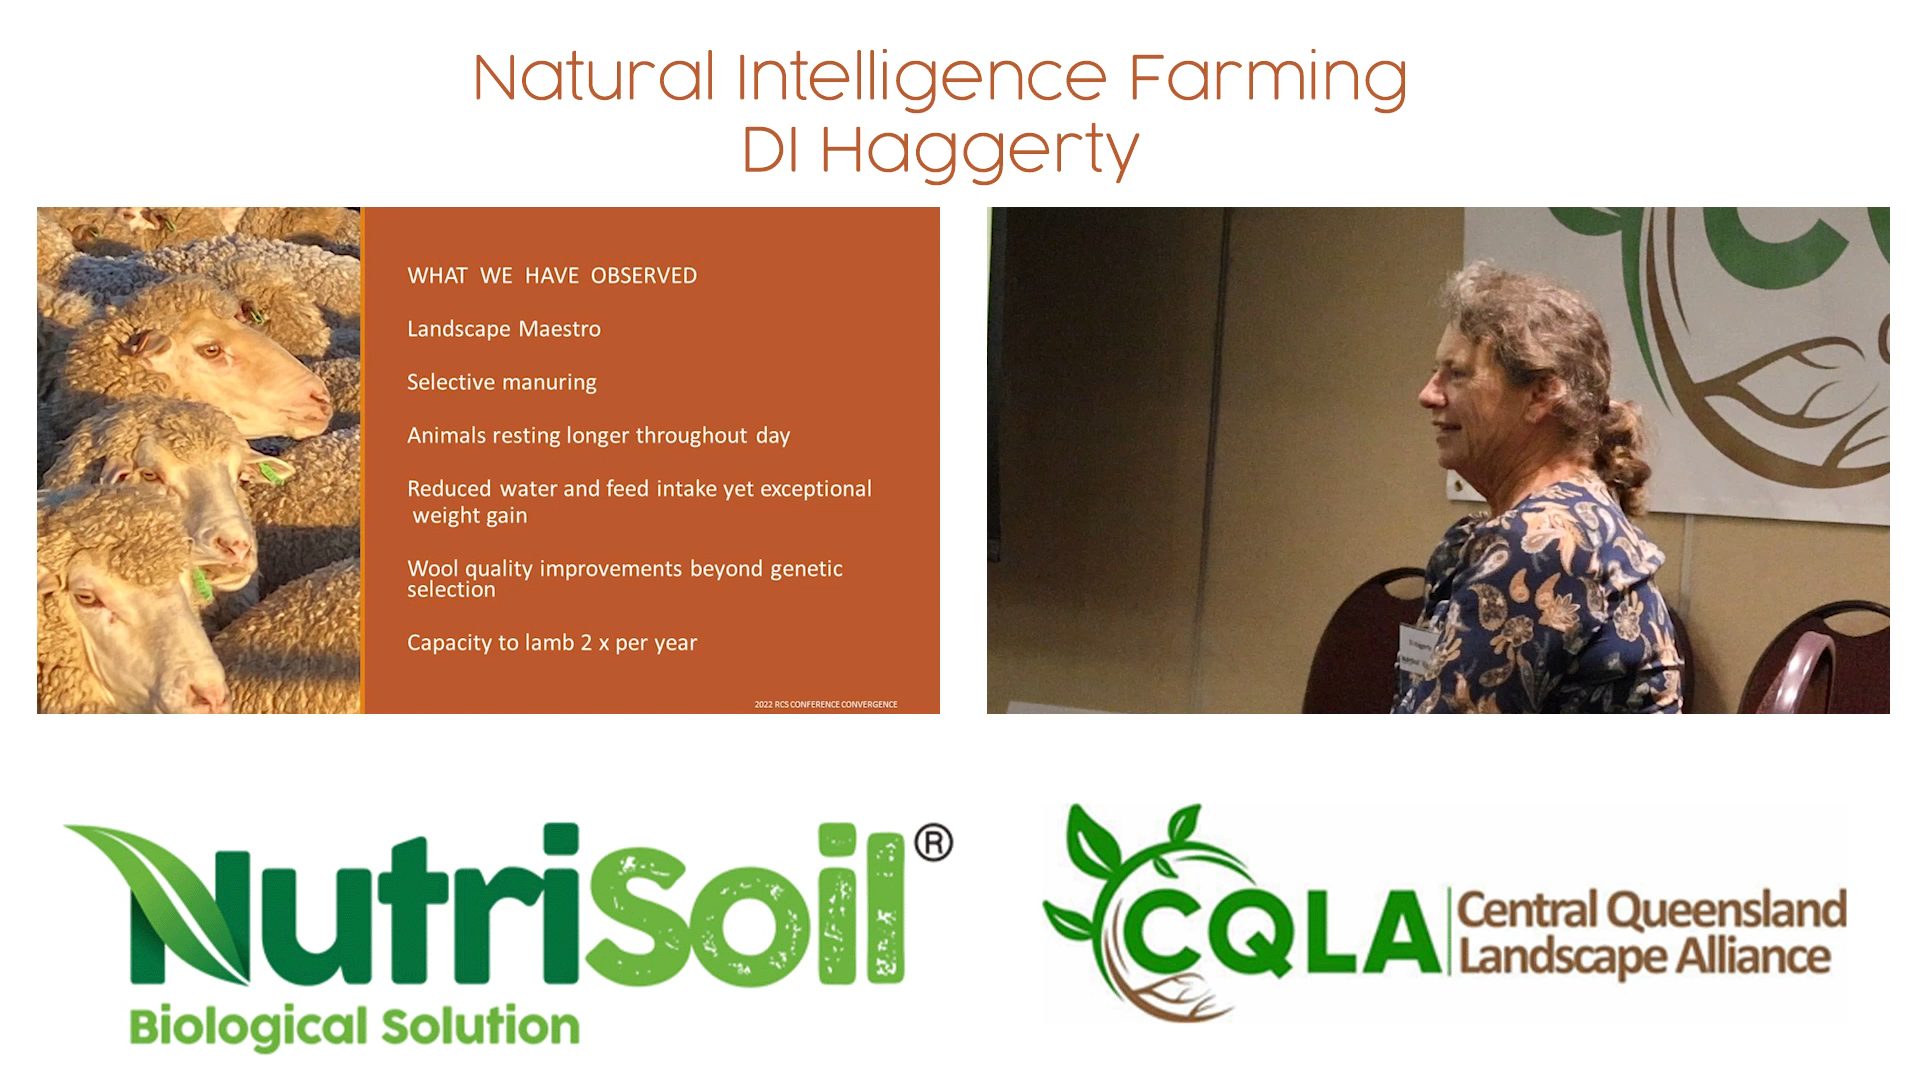 Natural Intelligence Farming
DI Haggerty
WHAT WE HAVE OBSERVED
Landscape Maestro
Selective manuring
Animals resting longer throughout day
Reduced water and feed intake yet exceptional
weight gain
Wool quality improvements beyond genetic
selection
Capacity to lamb 2 x per year
2022 RCS CONFERENCE CONVERGENCE
NutriSoil®
Biological Solution
CQLA
Central Queensland
Landscape Alliance